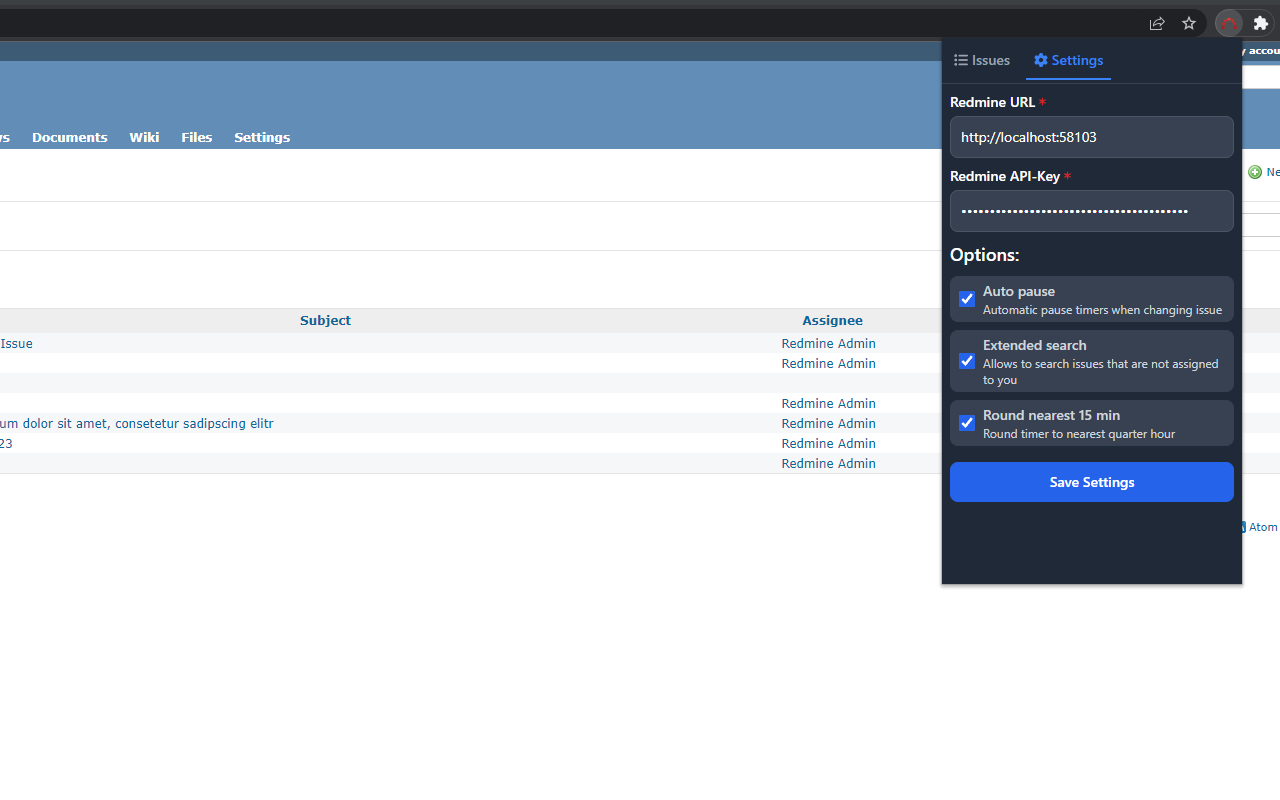 Issues
Settings
y accou
Redmine URL *
http://localhost:58103
Documents
Wiki
Files
Settings
Redmine API-Key *
Ne
••••••••••••••••••••••••••••••••••••••••
Options:
Auto pause
Automatic pause timers when changing issue
Subject
Assignee
Issue
Redmine Admin
Extended search
Allows to search issues that are not assigned
to you
Redmine Admin
Redmine Admin
um dolor sit amet, consetetur sadipscing elitr
Redmine Admin
23
Redmine Admin
Redmine Admin
Round nearest 15 min
Round timer to nearest quarter hour
Save Settings
Atom